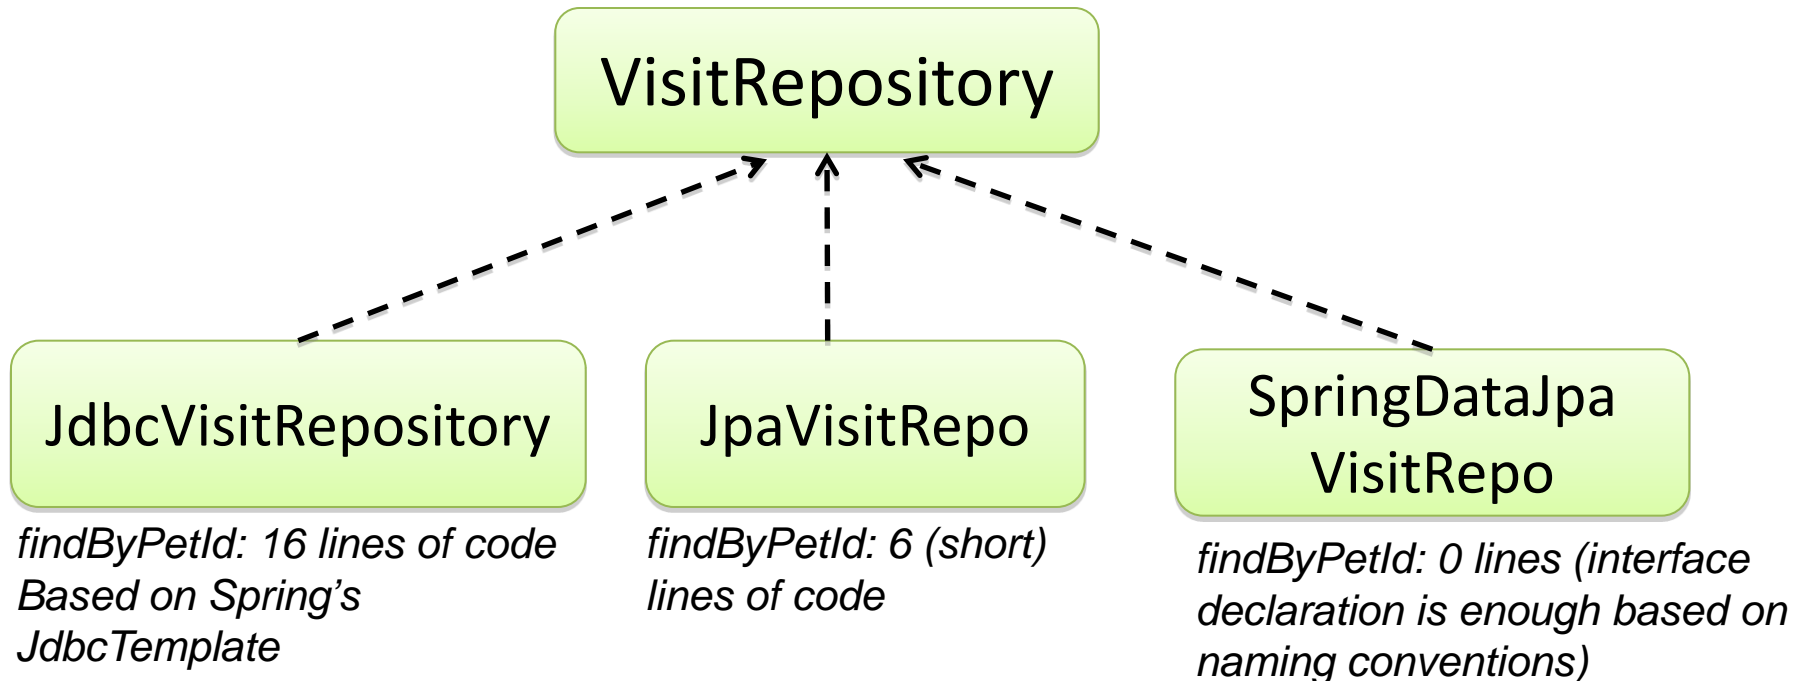 VisitRepository
JdbcVisitRepository
JpaVisitRepo
SpringDataJpa
VisitRepo
findByPetId: 16 lines of code
Based on Spring’s
JdbcTemplate
findByPetId: 6 (short)
lines of code
findByPetId: 0 lines (interface
declaration is enough based on
naming conventions)